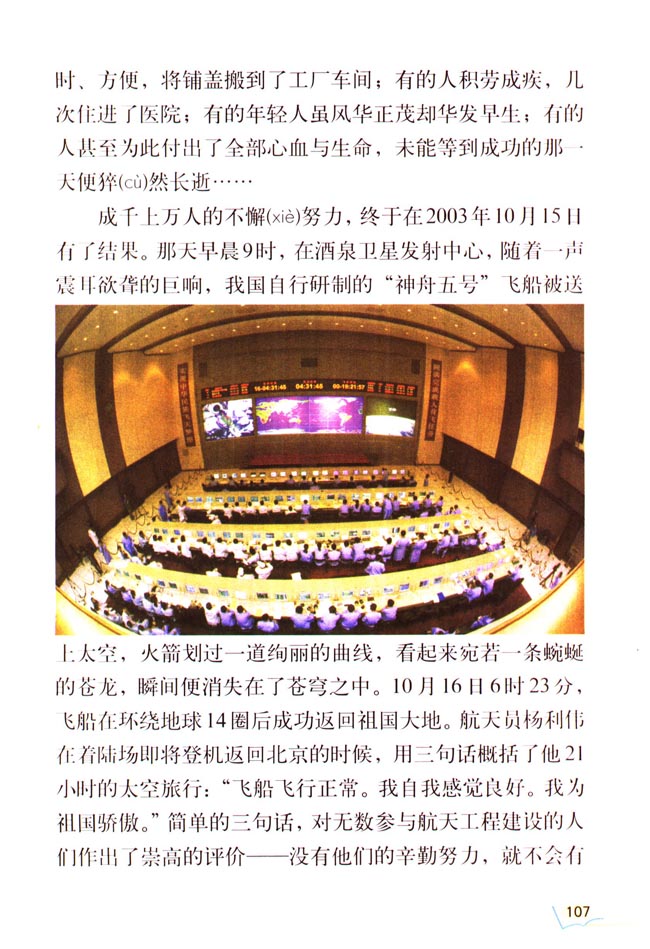 时、方便，将铺盖搬到了工厂车间；有的人积劳成疾，几
次住进了医院；有的年轻人虽风华正茂却华发早生；有的
人甚至为此付出了全部心血与生命，未能等到成功的那一
天便猝(cù)然长逝……
成千上万人的不懈(xiè)努力，终于在2003年10月15日
有了结果。那天早晨9时，在酒泉卫星发射中心，随着一声
震耳欲聋的巨响，我国自行研制的“神舟五号”飞船被送
16-04:31:45 04:31:45 00-19:31:57
上太空，火箭划过一道绚丽的曲线，看起来宛若一条蜿蜒
的苍龙，瞬间便消失在了苍穹之中。10月16日6时23分，
飞船在环绕地球14圈后成功返回祖国大地。航天员杨利伟
在着陆场即将登机返回北京的时候，用三句话概括了他21
小时的太空旅行：“飞船飞行正常。我自我感觉良好。我为
祖国骄傲。”简单的三句话，对无数参与航天工程建设的人
们作出了崇高的评价——没有他们的辛勤努力，就不会有
107